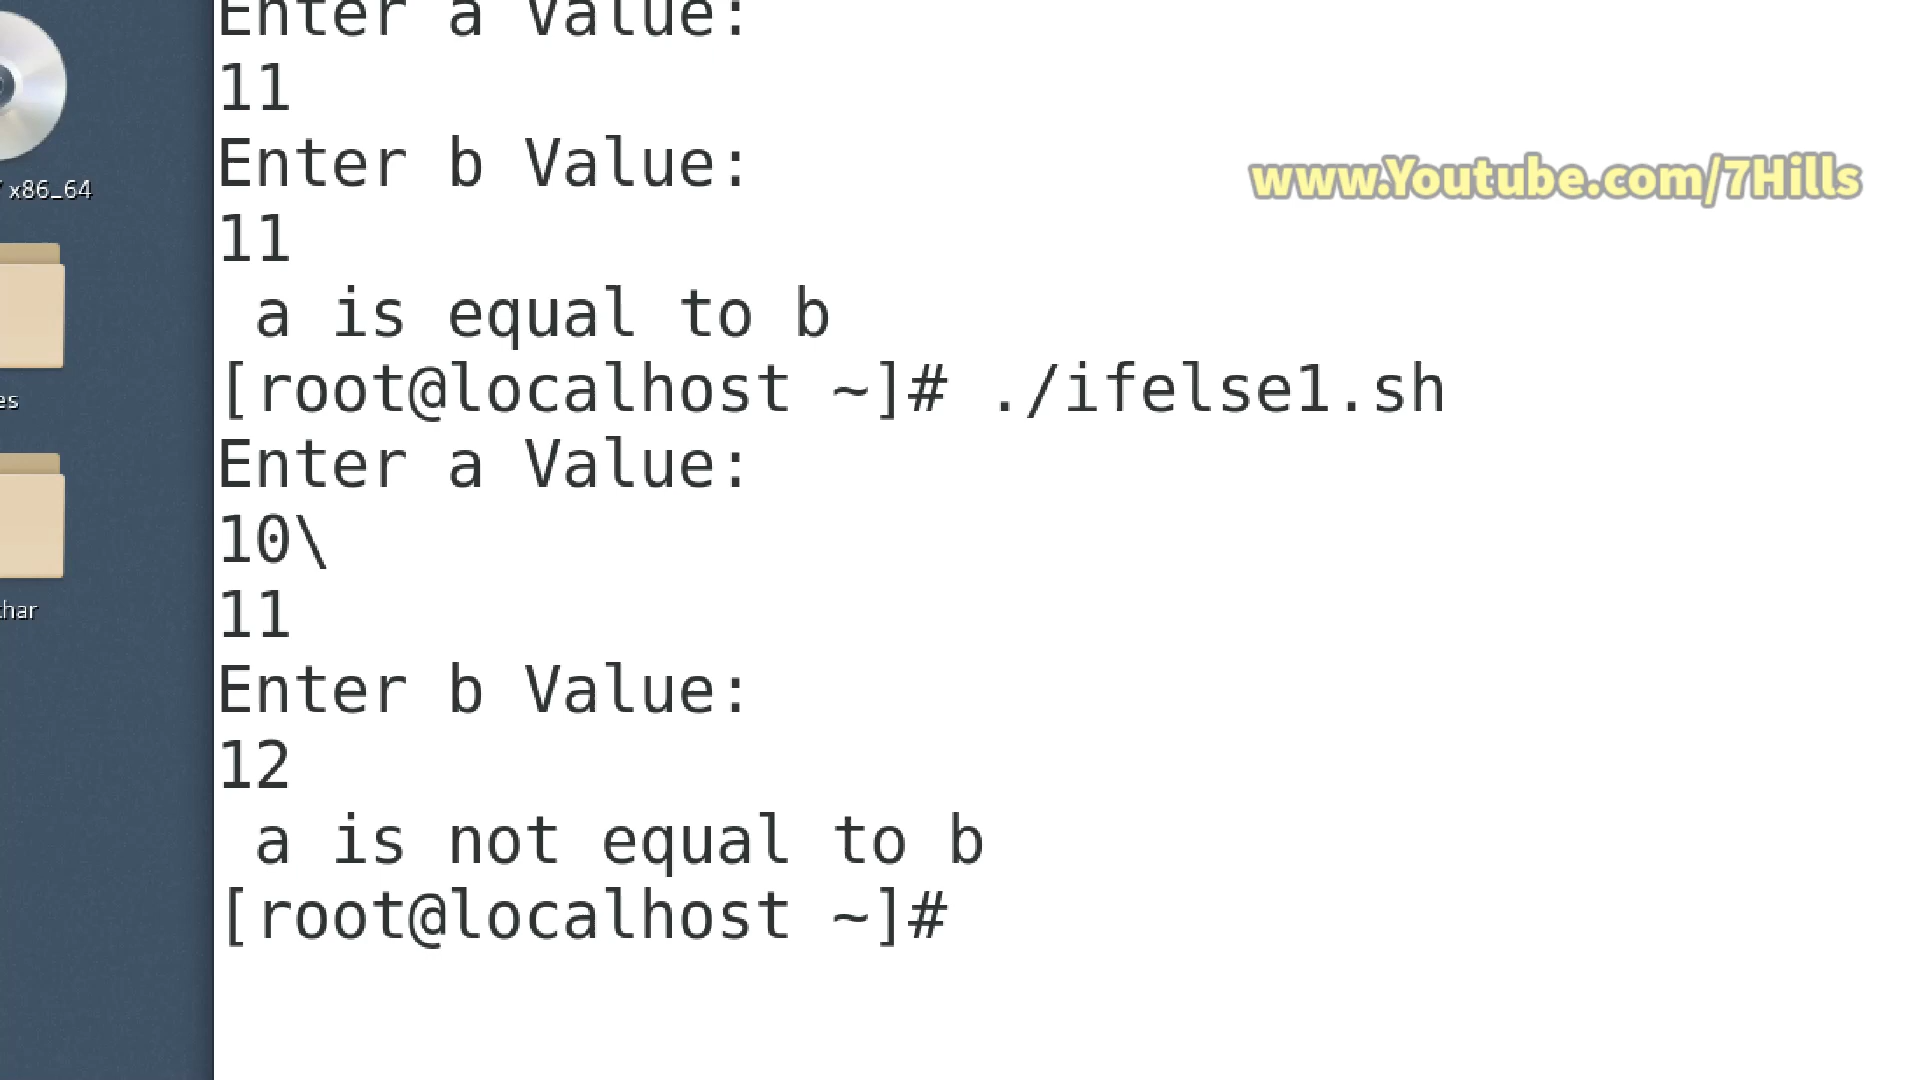 Enter a Value:
11
Enter b Value:
11
a is equal to b
[root@localhost ~]# ./ifelse1.sh
Enter a Value:
10\
11
Enter b Value:
12
a is not equal to b
[root@localhost ~]#
www.Youtube.com/7Hills
x86_64
es
har